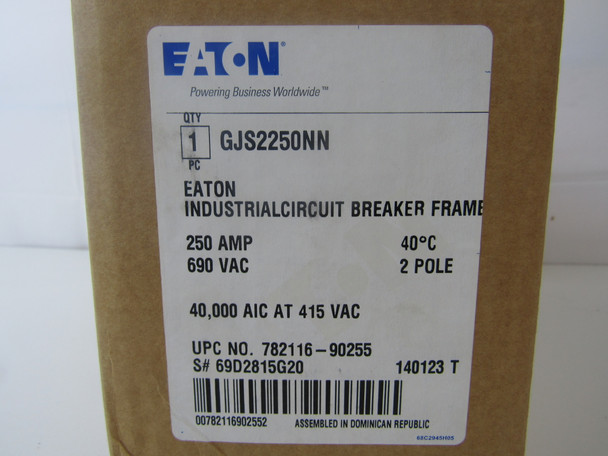 EATON
Powering Business Worldwide™
QTY
1 GJS2250NN
PC
EATON
INDUSTRIALCIRCUIT BREAKER FRAME
250 AMP 40°C
690 VAC 2 POLE
40,000 AIC AT 415 VAC
UPC NO. 782116-90255
S# 69D2815G20 140123 T
00782116902552 ASSEMBLED IN DOMINICAN REPUBLIC
68C2945H05